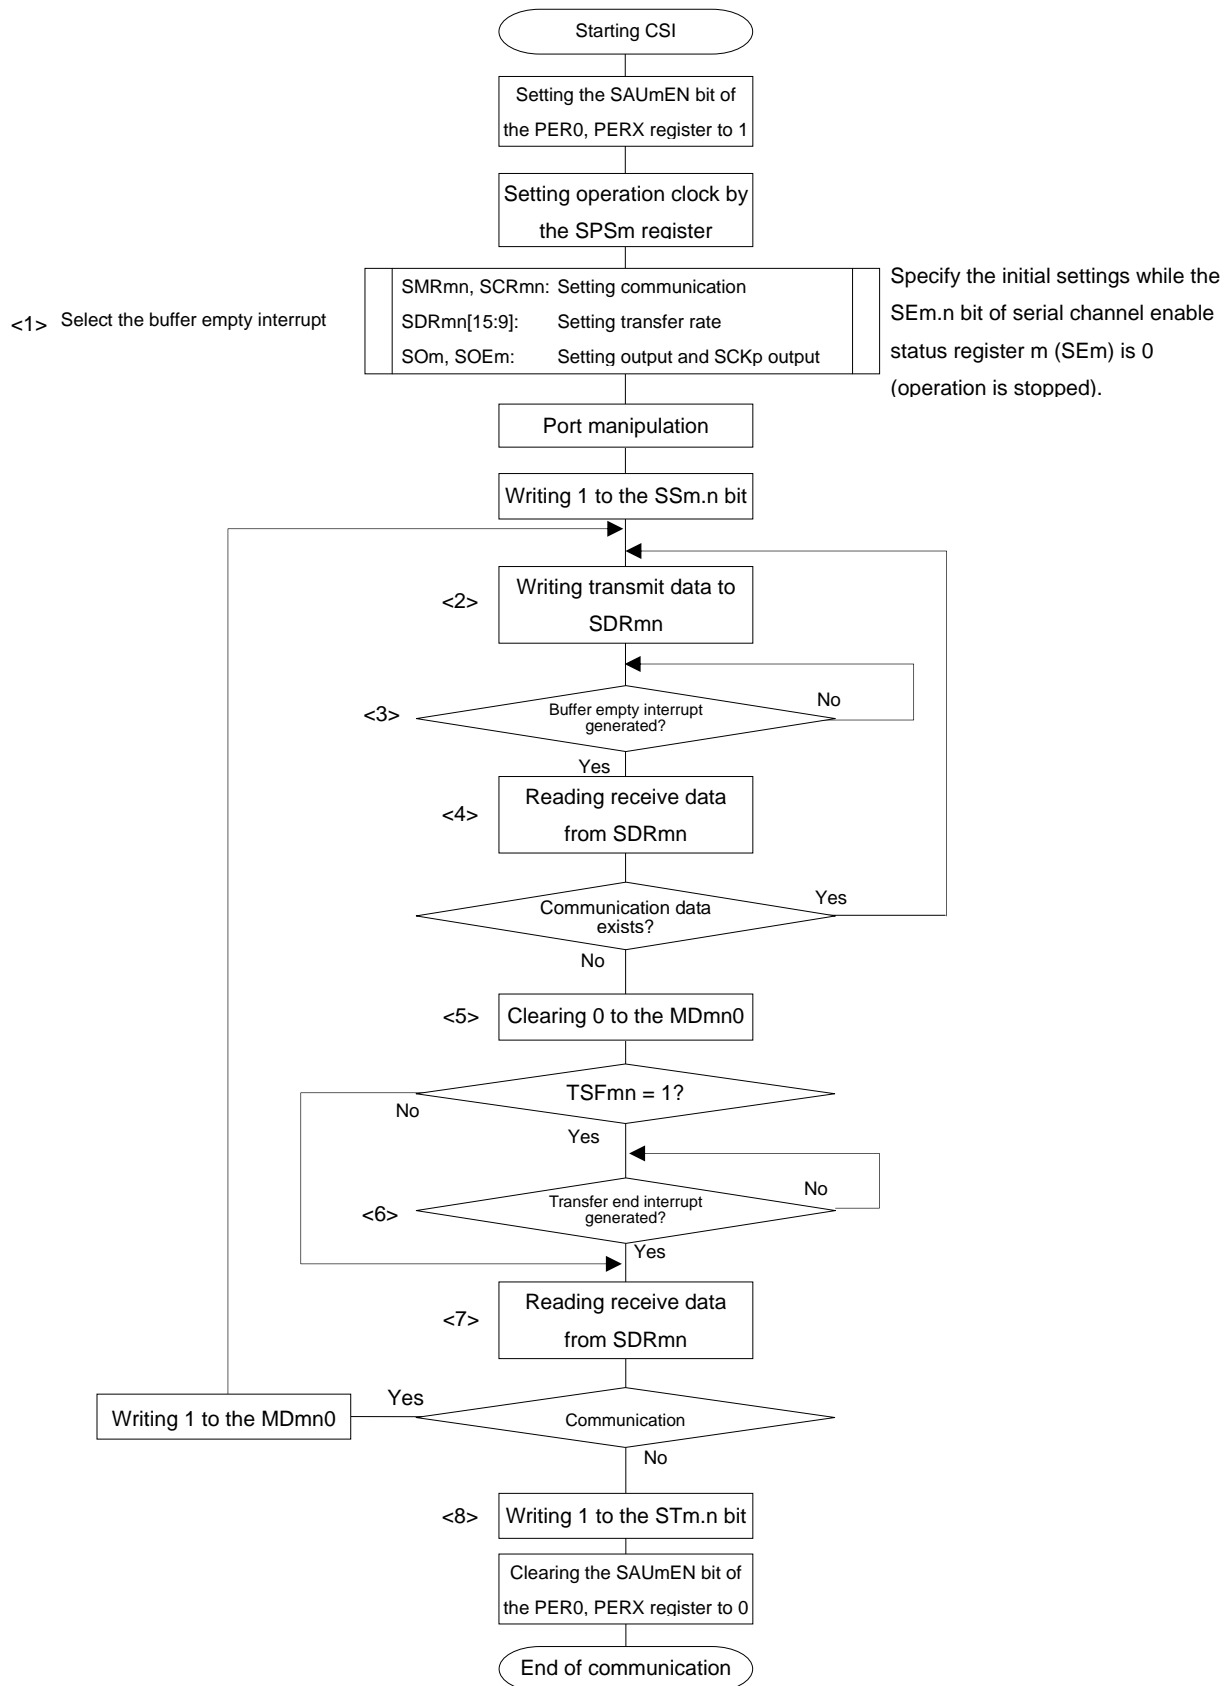 Starting CSI
Setting the SAUmEN bit of
the PER0, PERX register to 1
Setting operation clock by
the SPSm register
<1> Select the buffer empty interrupt
SMRmn, SCRmn: Setting communication
SDRmn[15:9]: Setting transfer rate
SOm, SOEm: Setting output and SCKp output
Specify the initial settings while the
SEm.n bit of serial channel enable
status register m (SEm) is 0
(operation is stopped).
Port manipulation
Writing 1 to the SSm.n bit
<2>
Writing transmit data to
SDRmn
<3>
Buffer empty interrupt
generated?
No
Yes
<4>
Reading receive data
from SDRmn
Communication data
exists?
Yes
No
<5>
Clearing 0 to the MDmn0
TSFmn = 1?
No
Yes
<6>
Transfer end interrupt
generated?
No
Yes
<7>
Reading receive data
from SDRmn
Writing 1 to the MDmn0
Yes
Communication
No
<8>
Writing 1 to the STm.n bit
Clearing the SAUmEN bit of
the PER0, PERX register to 0
End of communication